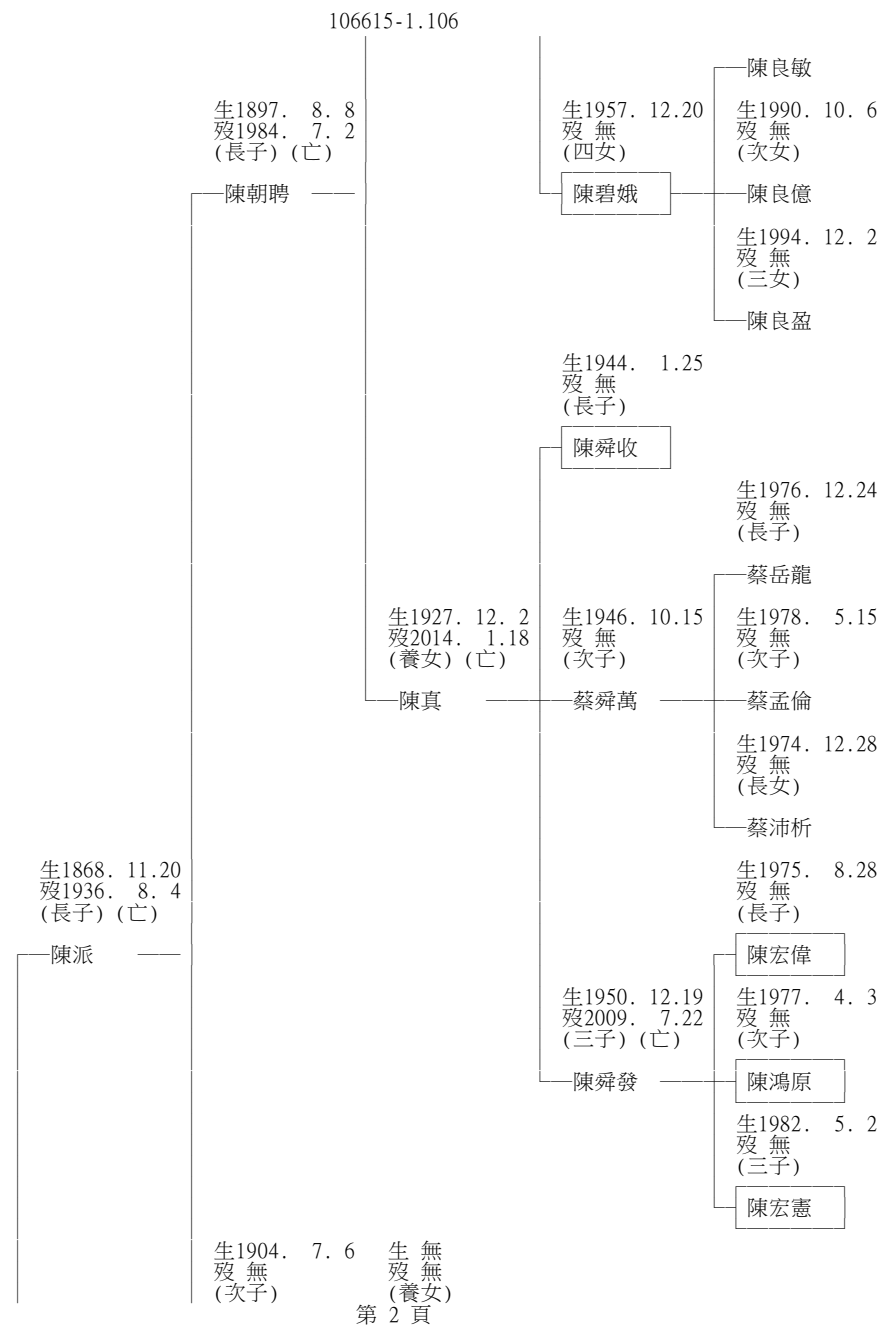 106615-1.106
陳良敏
生1897. 8. 8 生1957. 12.20 生1990. 10. 6
歿1984. 7. 2 歿 無 歿 無
(長子)(亡) (四女) (次女)
陳朝聘 陳碧娥 陳良億
生1994. 12. 2
歿 無
(三女)
陳良盈
生1944. 1.25
歿 無
(長子)
陳舜收
生1976. 12.24
歿 無
(長子)
蔡岳龍
生1927. 12. 2 生1946. 10.15 生1978. 5.15
歿2014. 1.18 歿 無 歿 無
(養女)(亡) (次子) (次子)
陳真 蔡舜萬 蔡孟倫
生1974. 12.28
歿 無
(長女)
蔡沛析
生1868. 11.20 生1975. 8.28
歿1936. 8. 4 歿 無
(長子)(亡) (長子)
陳派 陳宏偉
生1950. 12.19 生1977. 4. 3
歿2009. 7.22 歿 無
(三子)(亡) (次子)
陳舜發 陳鴻原
生1982. 5. 2
歿 無
(三子)
陳宏憲
生1904. 7. 6 生 無
歿 無 歿 無
(次子) (養女)
第 2 頁